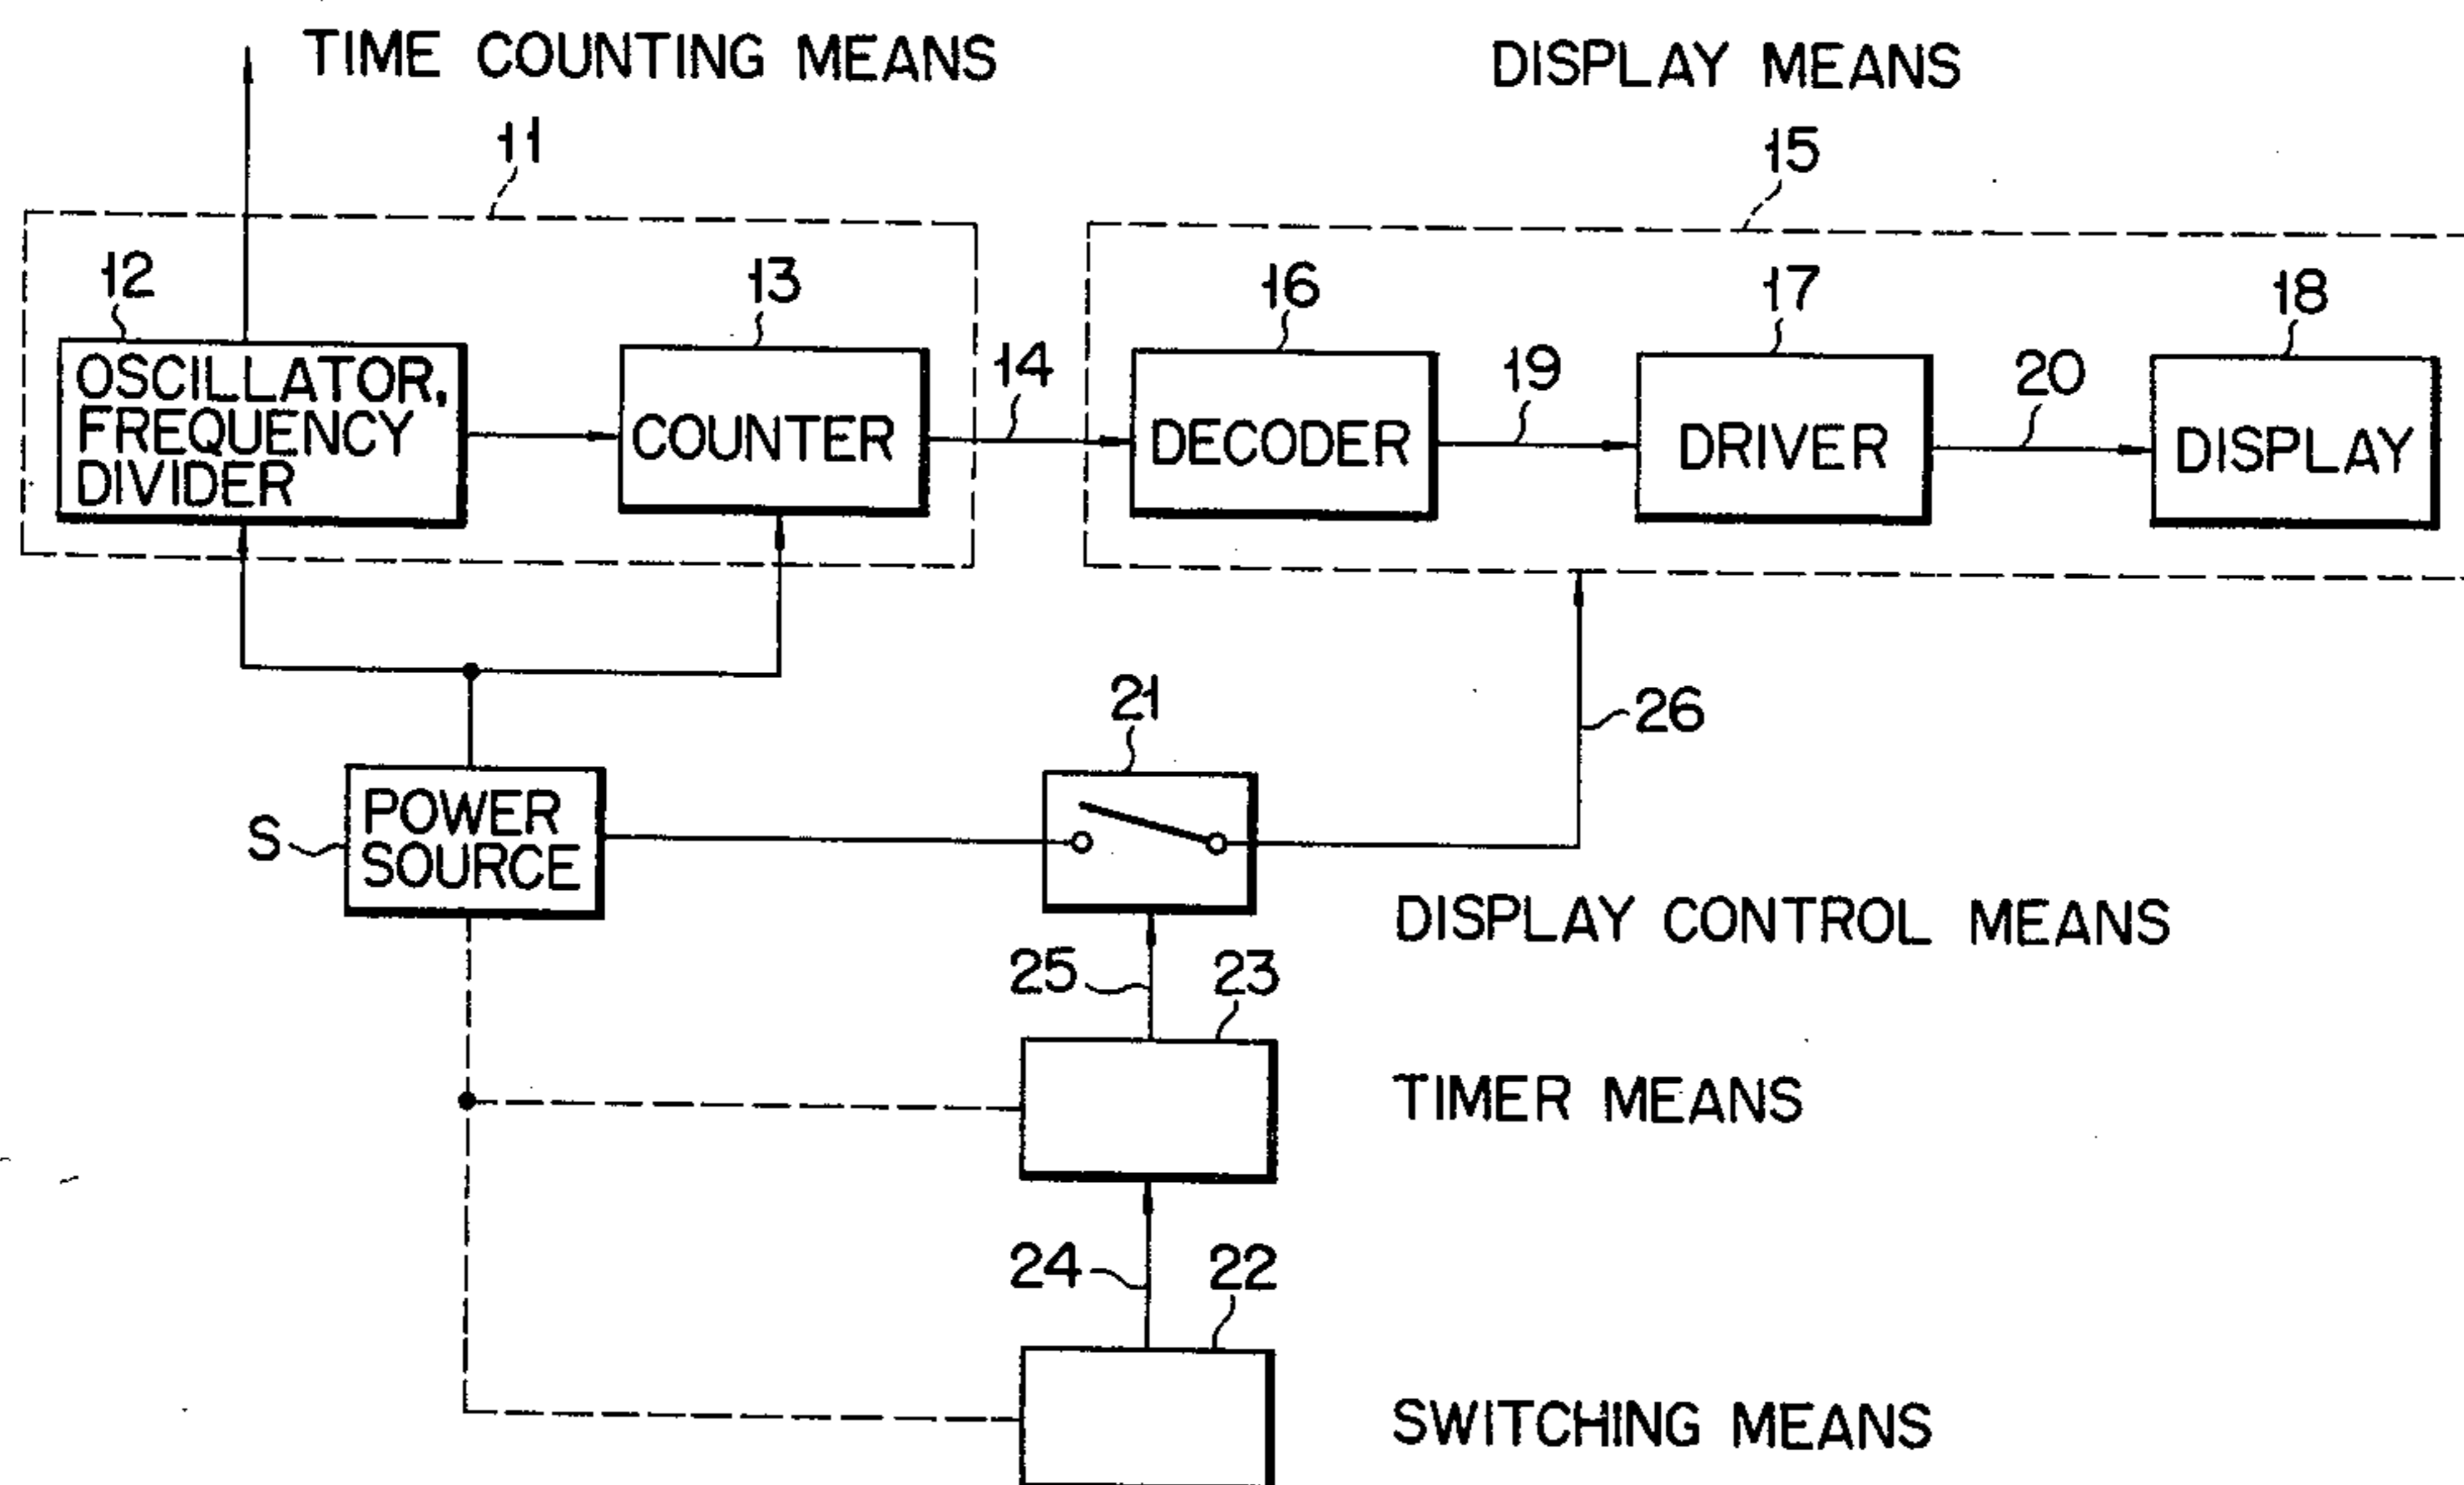 TIME COUNTING MEANS
DISPLAY MEANS
11
15
12
13
16
17
18
OSCILLATOR,
FREQUENCY
DIVIDER
COUNTER
14
DECODER
19
DRIVER
20
DISPLAY
21
26
S
POWER
SOURCE
DISPLAY CONTROL MEANS
25
23
TIMER MEANS
24
22
SWITCHING MEANS